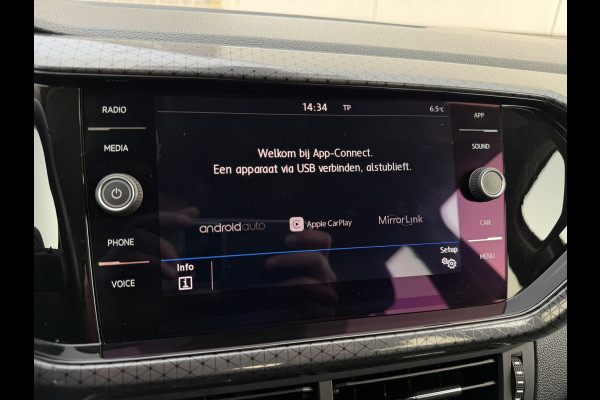 RADIO
MEDIA
PHONE
VOICE
14:34 TP 6.5°C
Welkom bij App-Connect.
Een apparaat via USB verbinden, alstublieft.
androidauto Apple CarPlay MirrorLink
Info
Setup
APP
SOUND
CAR
MENU